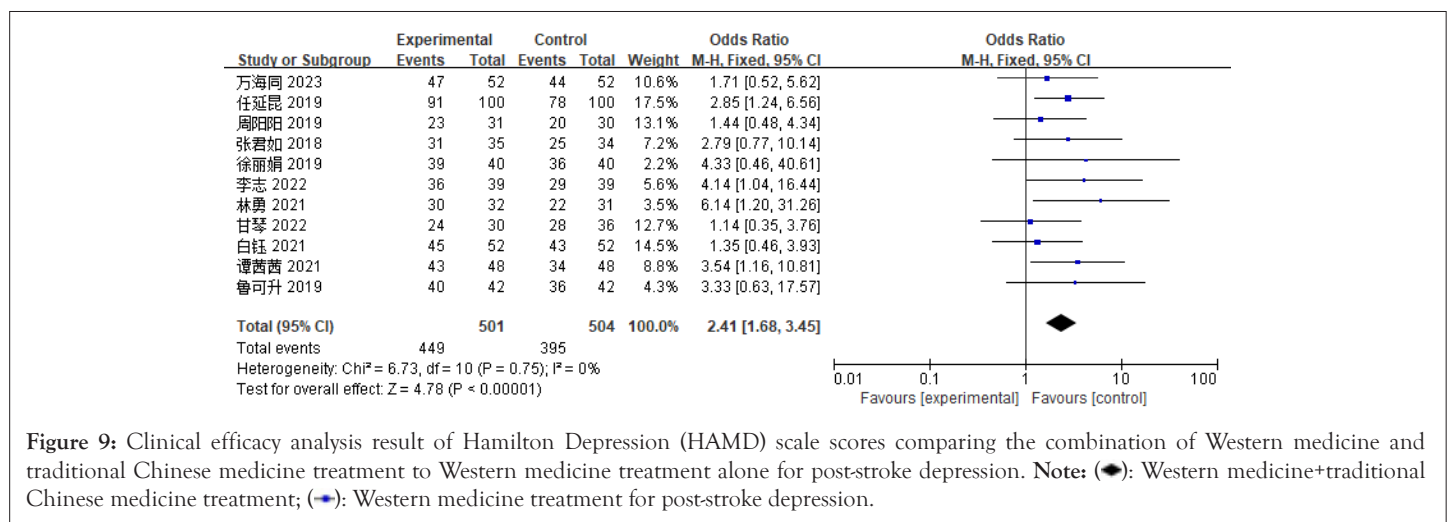 Experimental Control Odds Ratio Odds Ratio
Study or Subgroup Events Total Events Total Weight M-H, Fixed, 95% CI M-H, Fixed, 95% CI
万海同 2023 47 52 44 52 10.6% 1.71 [0.52, 5.62]
任延昆 2019 91 100 78 100 17.5% 2.85 [1.24, 6.56]
周阳阳 2019 23 31 20 30 13.1% 1.44 [0.48, 4.34]
张君如 2018 31 35 25 34 7.2% 2.79 [0.77, 10.14]
徐丽娟 2019 39 40 36 40 2.2% 4.33 [0.46, 40.61]
李志 2022 36 39 29 39 5.6% 4.14 [1.04, 16.44]
林勇 2021 30 32 22 31 3.5% 6.14 [1.20, 31.26]
甘琴 2022 24 30 28 36 12.7% 1.14 [0.35, 3.76]
白钰 2021 45 52 43 52 14.5% 1.35 [0.46, 3.93]
谭茜茜 2021 43 48 34 48 8.8% 3.54 [1.16, 10.81]
鲁可升 2019 40 42 36 42 4.3% 3.33 [0.63, 17.57]
Total (95% CI) 501 504 100.0% 2.41 [1.68, 3.45]
Total events 449 395
Heterogeneity: Chi² = 6.73, df = 10 (P = 0.75); I² = 0%
Test for overall effect: Z = 4.78 (P < 0.00001)
0.01 0.1 1 10 100
Favours [experimental] Favours [control]
Figure 9: Clinical efficacy analysis result of Hamilton Depression (HAMD) scale scores comparing the combination of Western medicine and
traditional Chinese medicine treatment to Western medicine treatment alone for post-stroke depression. Note: (◆): Western medicine+traditional
Chinese medicine treatment; (-■-): Western medicine treatment for post-stroke depression.